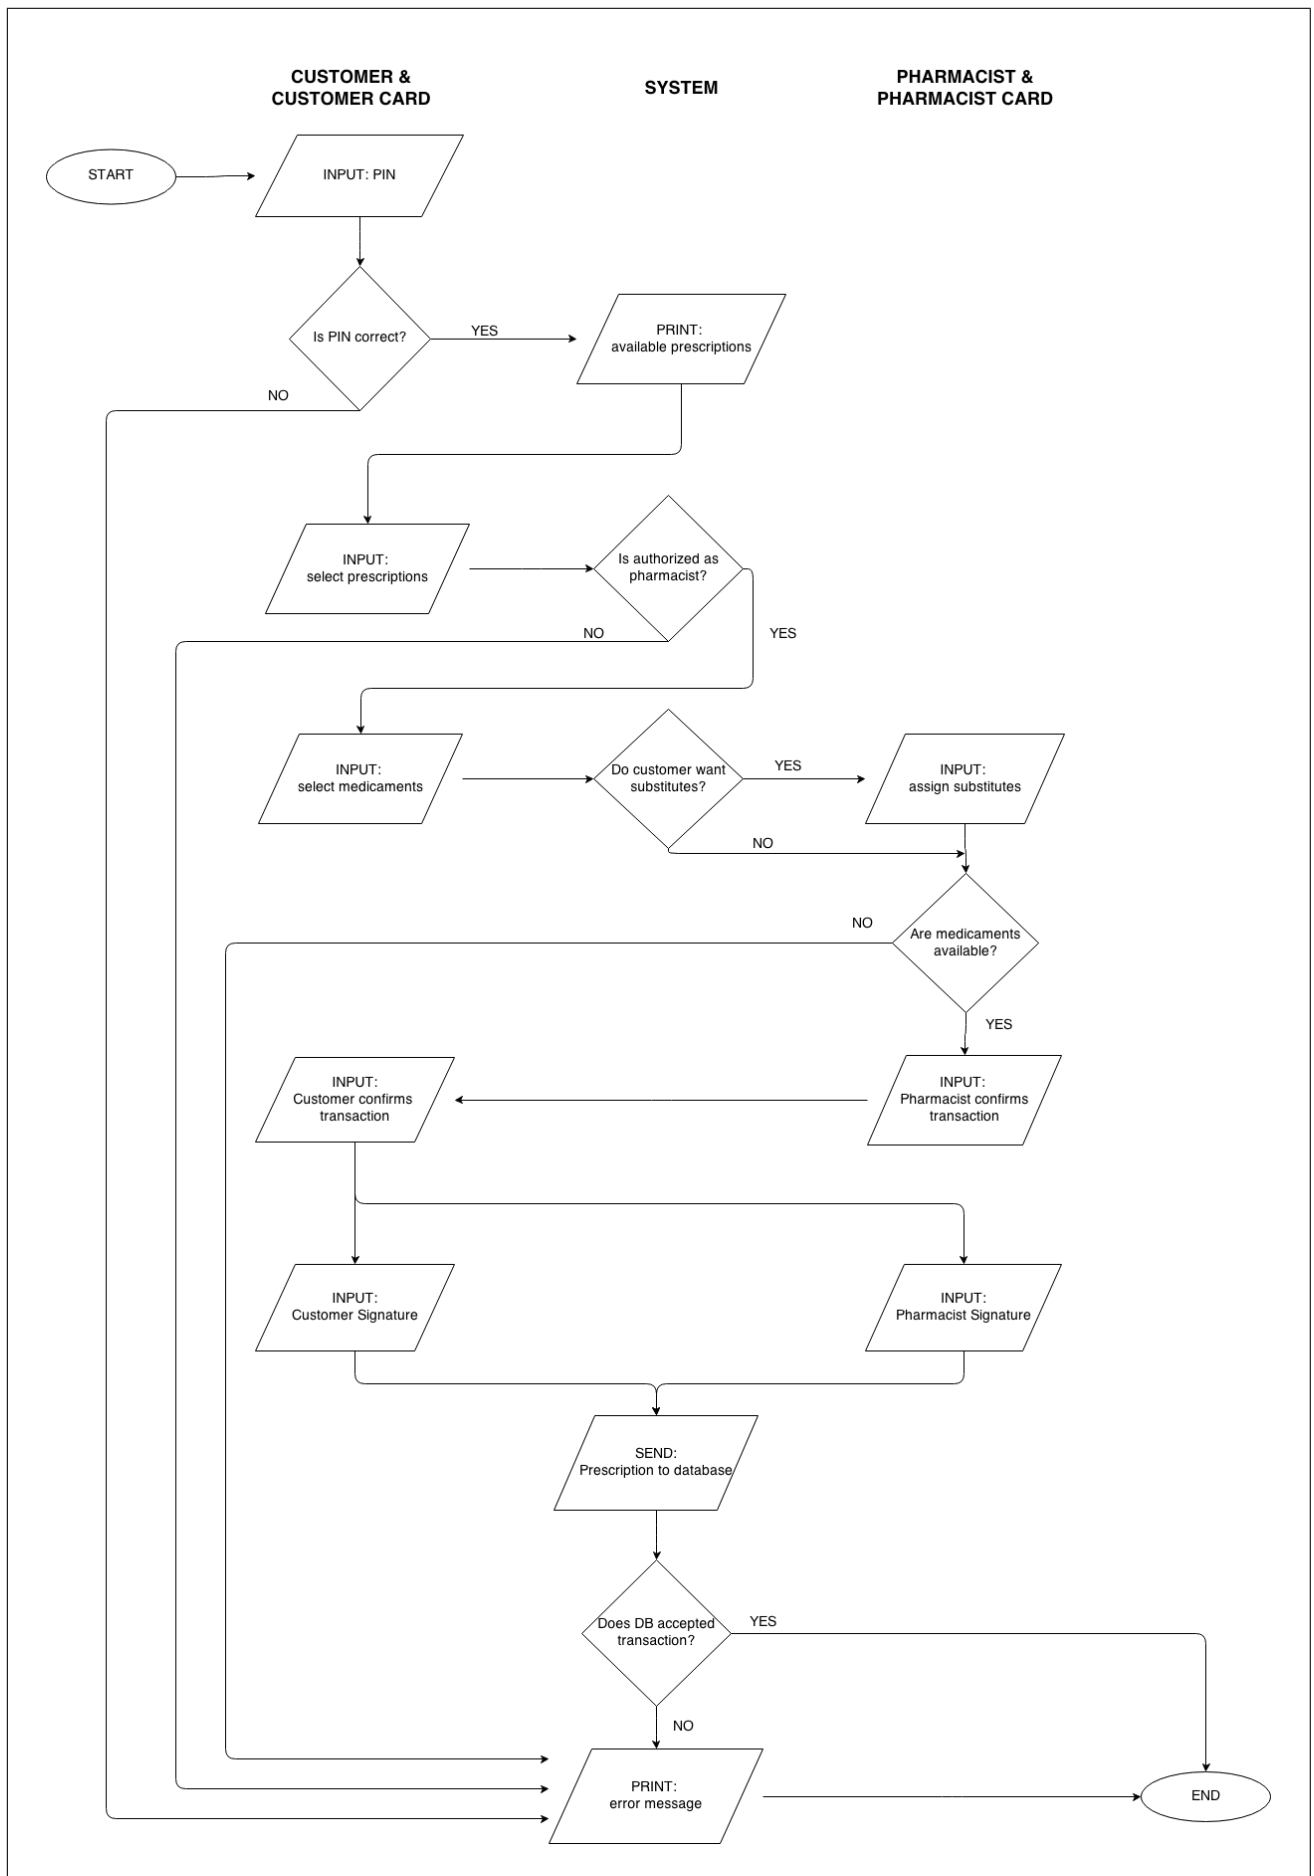 CUSTOMER &
CUSTOMER CARD
SYSTEM
PHARMACIST &
PHARMACIST CARD
START
INPUT: PIN
Is PIN correct?
YES
PRINT:
available prescriptions
NO
INPUT:
select prescriptions
Is authorized as
pharmacist?
NO
YES
INPUT:
select medicaments
Do customer want
substitutes?
YES
INPUT:
assign substitutes
NO
NO
Are medicaments
available?
YES
INPUT:
Customer confirms
transaction
INPUT:
Pharmacist confirms
transaction
INPUT:
Customer Signature
INPUT:
Pharmacist Signature
SEND:
Prescription to database
Does DB accepted
transaction?
YES
NO
PRINT:
error message
END